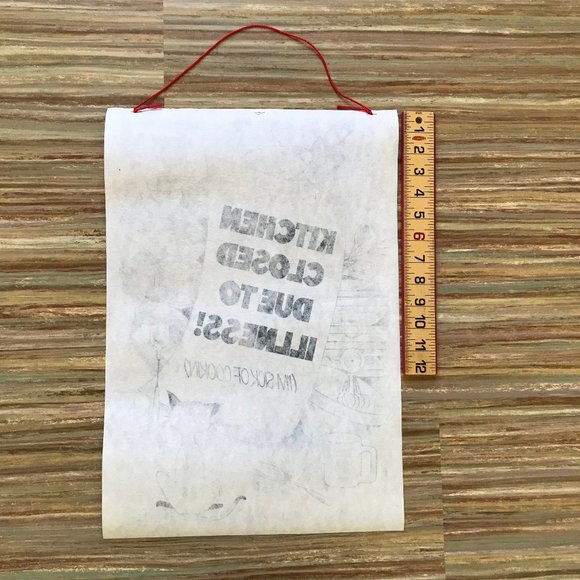 KITCHEN
CLOSED
DUE TO
ILLNESS!
(I'M SICK OF COOKIN')
1
2
3
4
5
6
7
8
9
10
11
12